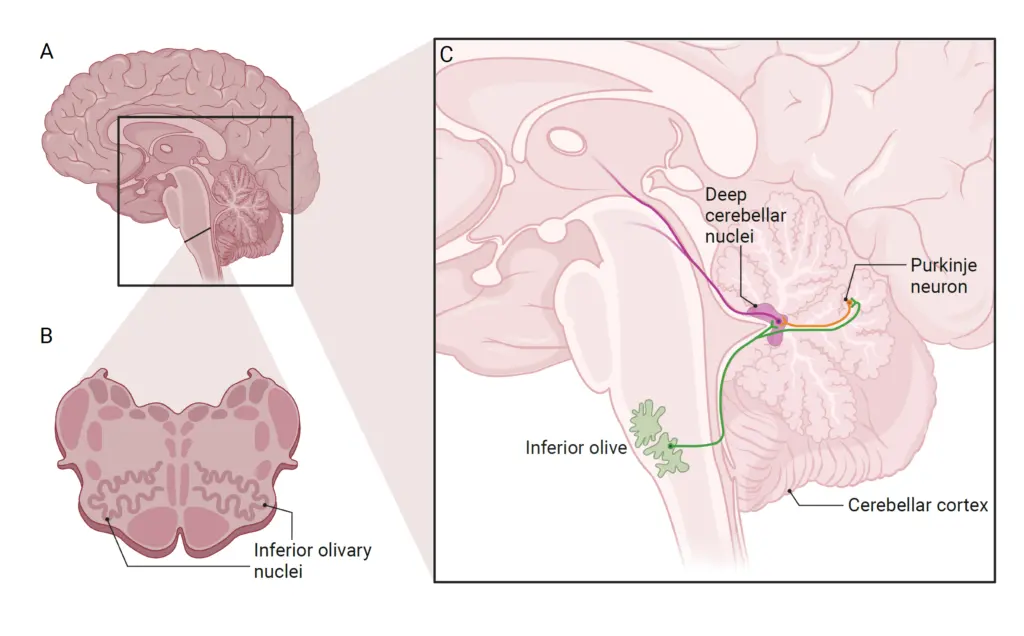 A
B
Inferior olivary
nuclei
C
Deep
cerebellar
nuclei
Purkinje
neuron
Inferior olive
Cerebellar cortex